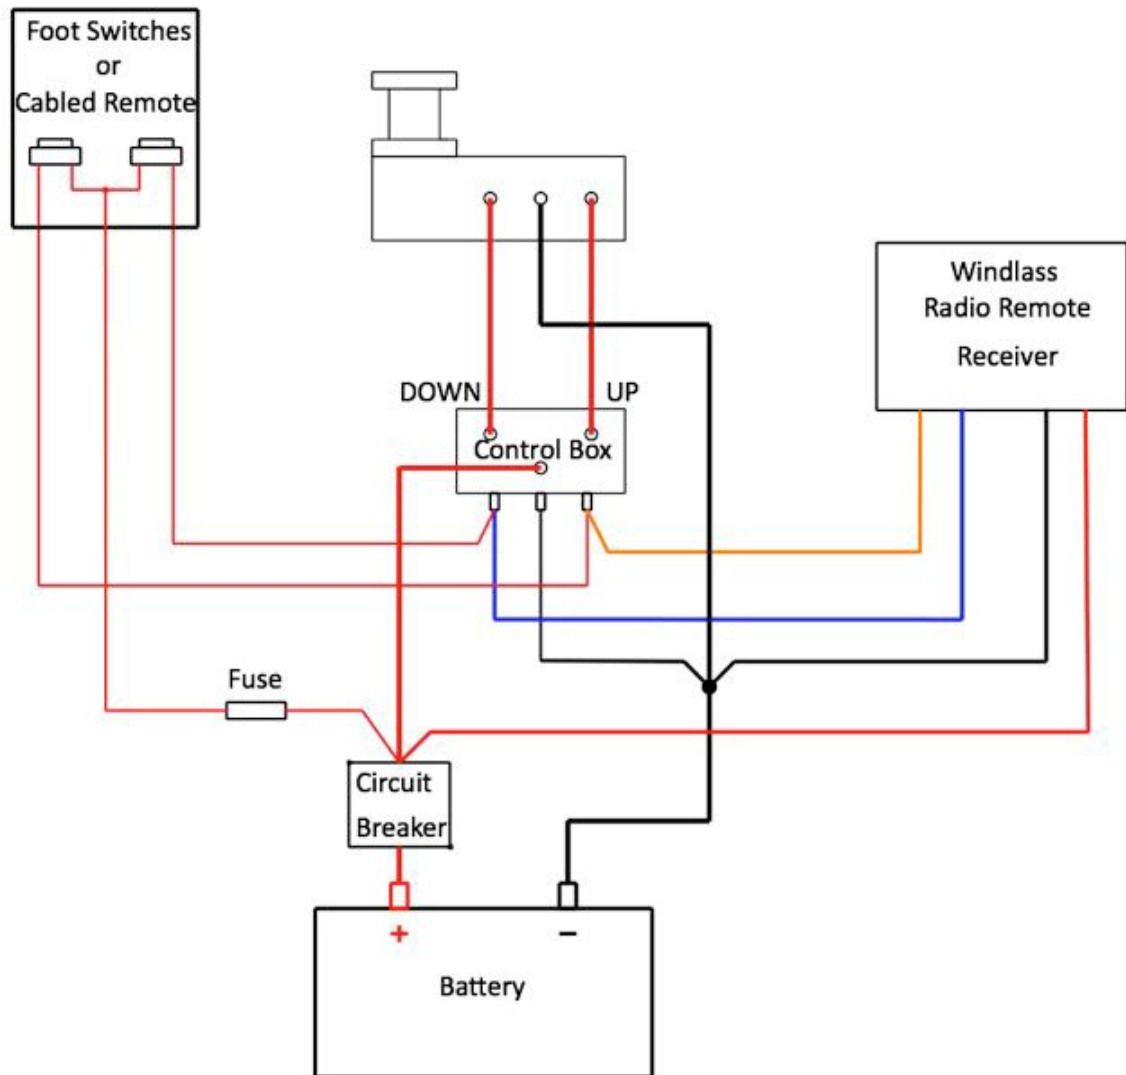 Foot Switches
or
Cabled Remote
Windlass
Radio Remote
Receiver
DOWN
UP
Control Box
Fuse
Circuit
Breaker
+
−
Battery